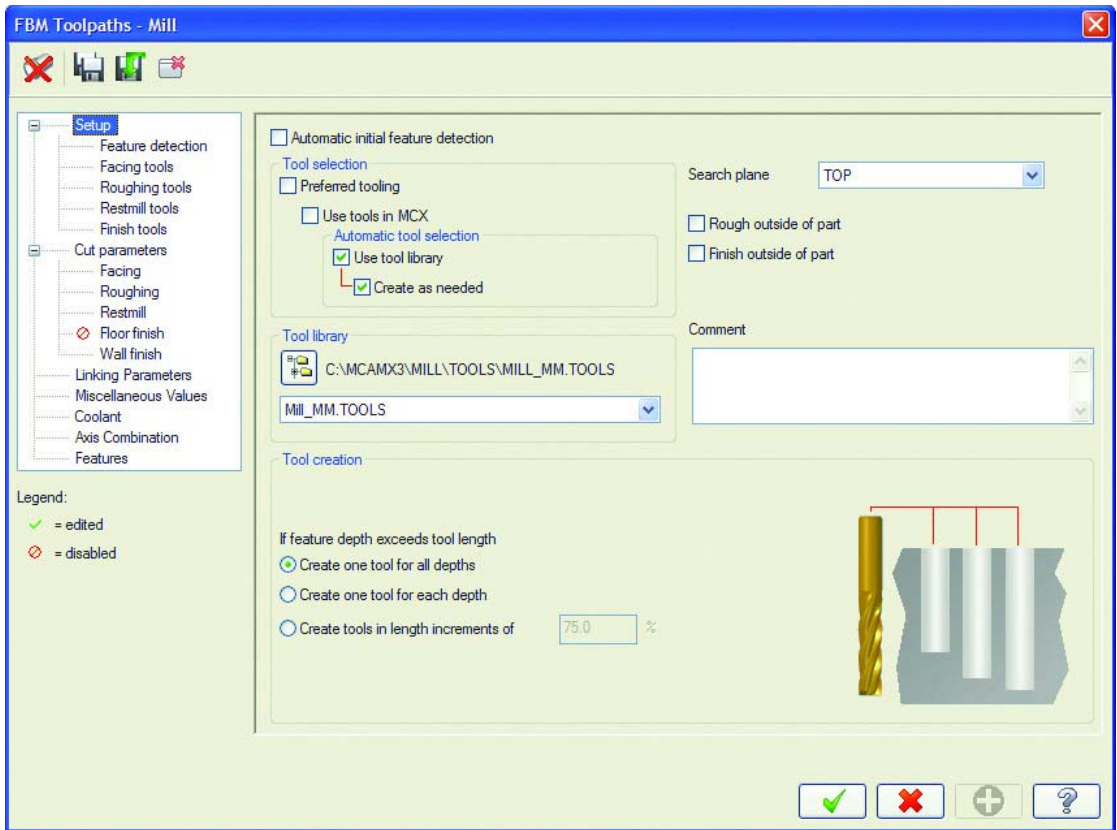 FBM Toolpaths - Mill
Setup
Feature detection
Facing tools
Roughing tools
Restmill tools
Finish tools
Cut parameters
Facing
Roughing
Restmill
Floor finish
Wall finish
Linking Parameters
Miscellaneous Values
Coolant
Axis Combination
Features
Legend:
= edited
= disabled
Automatic initial feature detection
Tool selection
Preferred tooling
Use tools in MCX
Automatic tool selection
Use tool library
Create as needed
Search plane
TOP
Rough outside of part
Finish outside of part
Tool library
C:\MCAMX3\MILL\TOOLS\MILL_MM.TOOLS
Mill_MM.TOOLS
Comment
Tool creation
If feature depth exceeds tool length
Create one tool for all depths
Create one tool for each depth
Create tools in length increments of 75.0 %